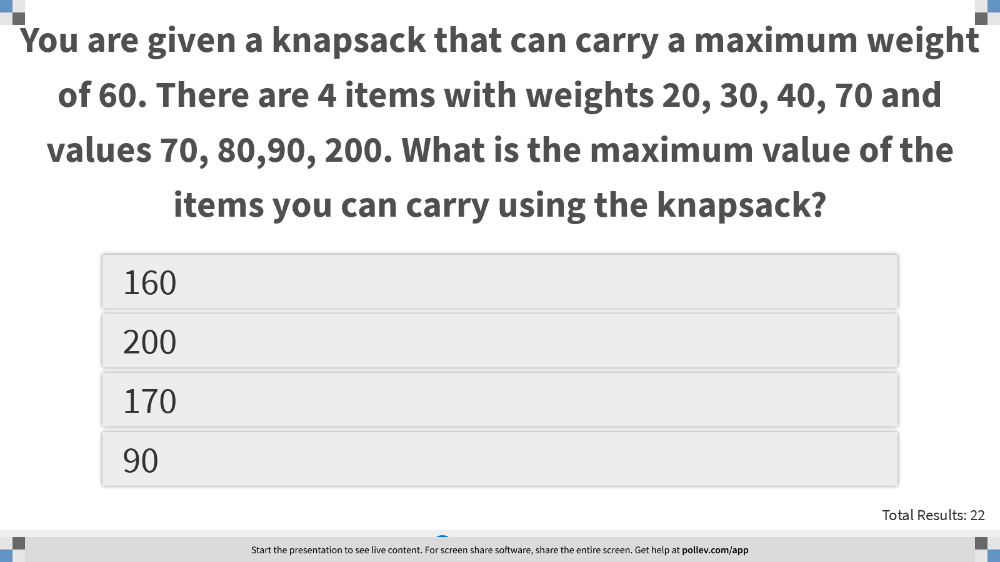 You are given a knapsack that can carry a maximum weight
of 60. There are 4 items with weights 20, 30, 40, 70 and
values 70, 80,90, 200. What is the maximum value of the
items you can carry using the knapsack?
160
200
170
90
Total Results: 22
Start the presentation to see live content. For screen share software, share the entire screen. Get help at pollev.com/app